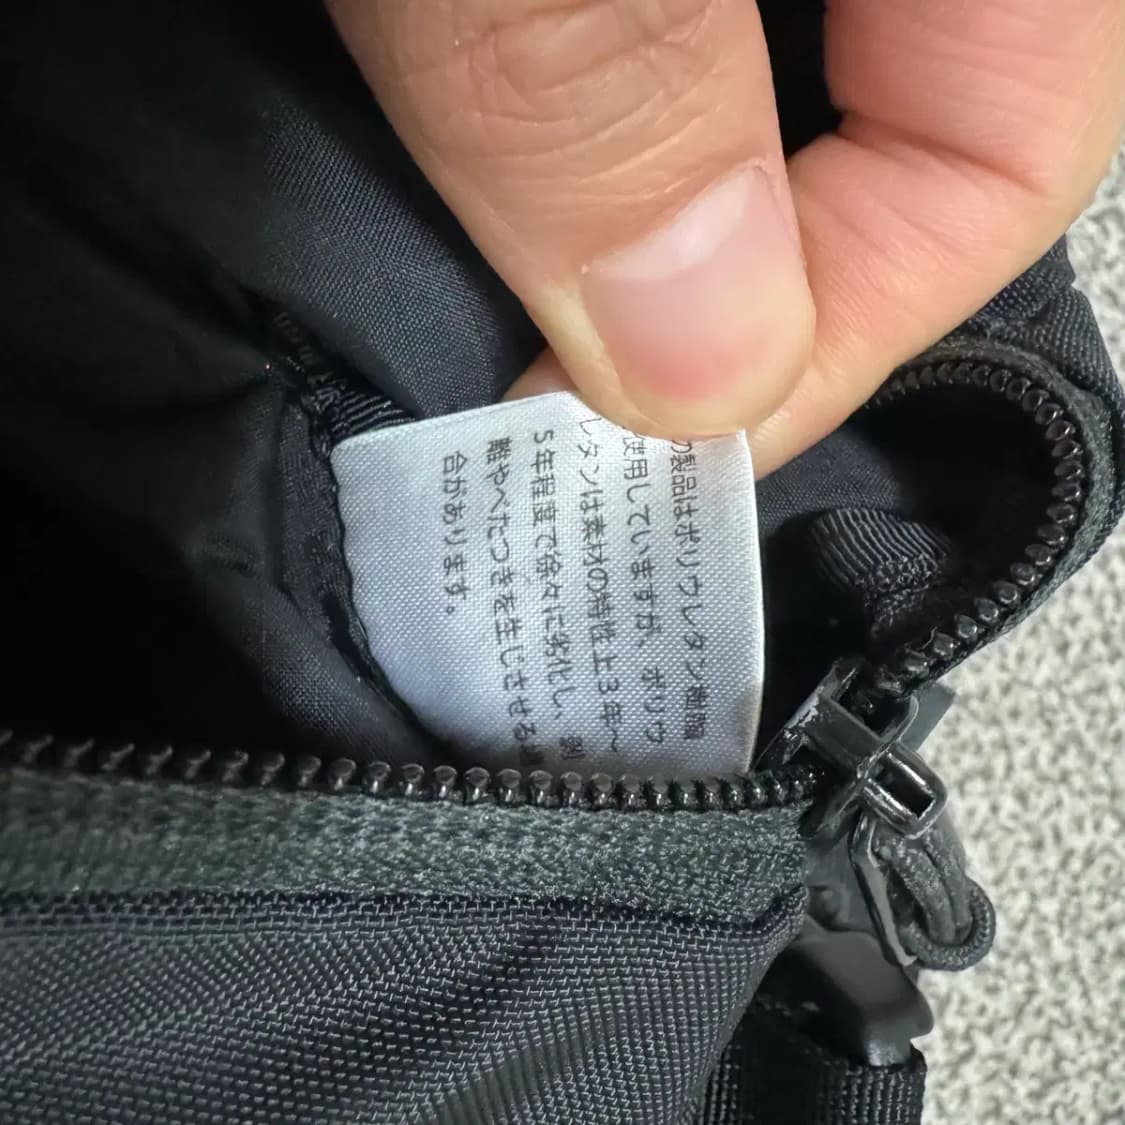 の製品はポリウレタン樹脂
使用していますが、ポリウ
レタンは素材の特性上3年〜
5年程度で徐々に劣化し、剥
離やべたつきを生じさせる
合があります。